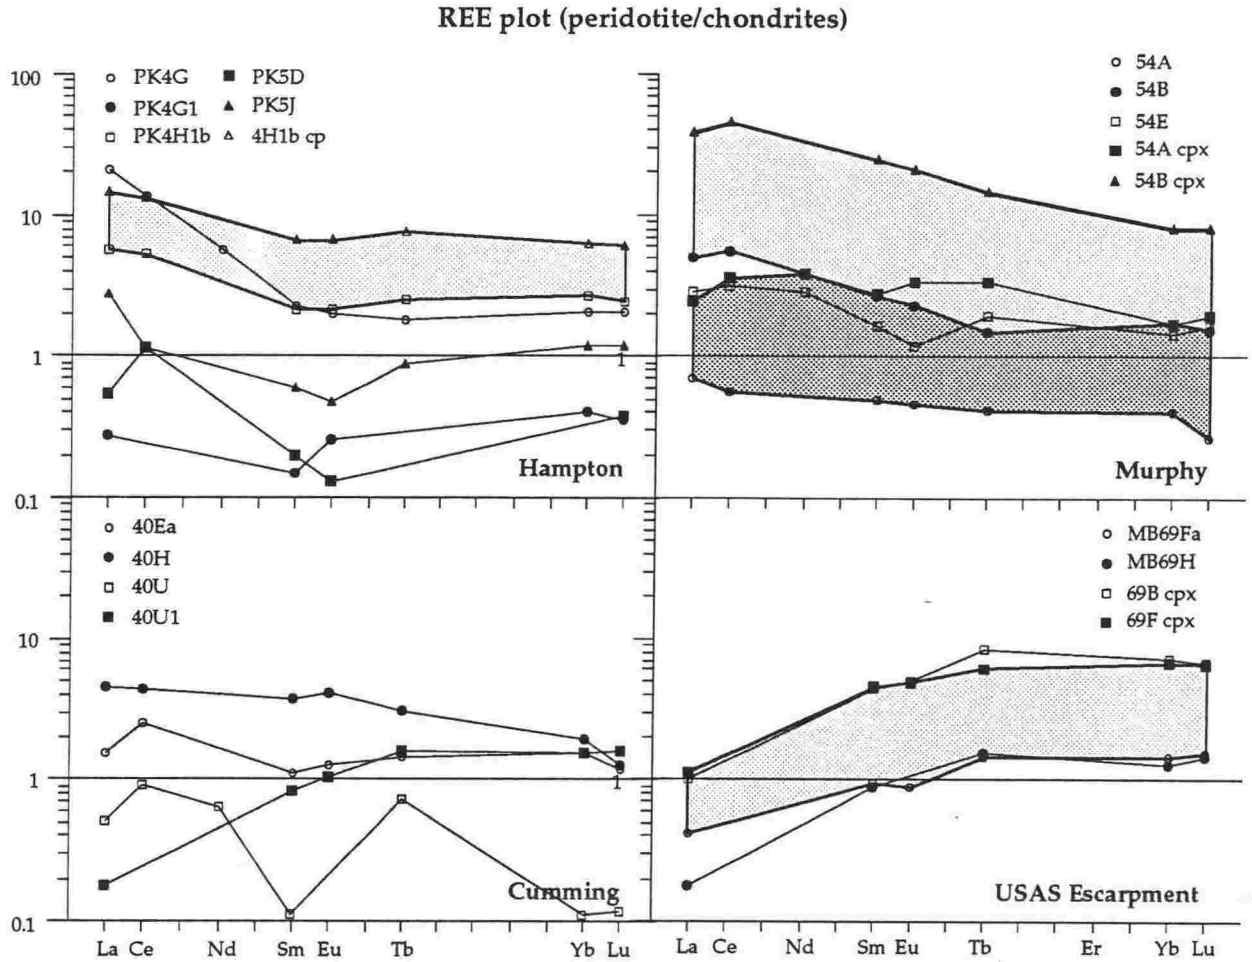 REE plot (peridotite/chondrites)
100
10
1
0.1
10
1
0.1
PK4G
PK5D
PK4G1
PK5J
PK4H1b
4H1b cp
1
Hampton
54A
54B
54E
54A cpx
54B cpx
Murphy
40Ea
40H
40U
40U1
1
Cumming
MB69Fa
MB69H
69B cpx
69F cpx
USAS Escarpment
La Ce Nd Sm Eu Tb Yb Lu
La Ce Nd Sm Eu Tb Er Yb Lu